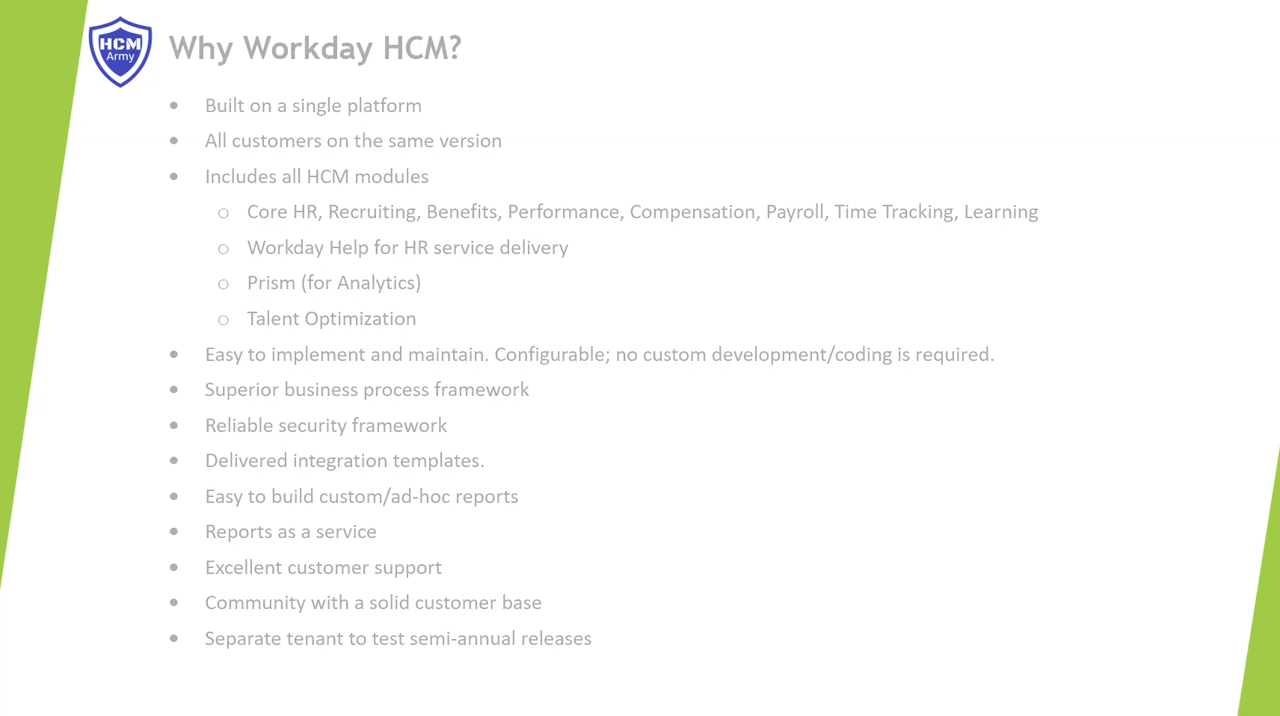 HCM
Army
Why Workday HCM?
• Built on a single platform
• All customers on the same version
• Includes all HCM modules
○ Core HR, Recruiting, Benefits, Performance, Compensation, Payroll, Time Tracking, Learning
○ Workday Help for HR service delivery
○ Prism (for Analytics)
○ Talent Optimization
• Easy to implement and maintain. Configurable; no custom development/coding is required.
• Superior business process framework
• Reliable security framework
• Delivered integration templates.
• Easy to build custom/ad-hoc reports
• Reports as a service
• Excellent customer support
• Community with a solid customer base
• Separate tenant to test semi-annual releases